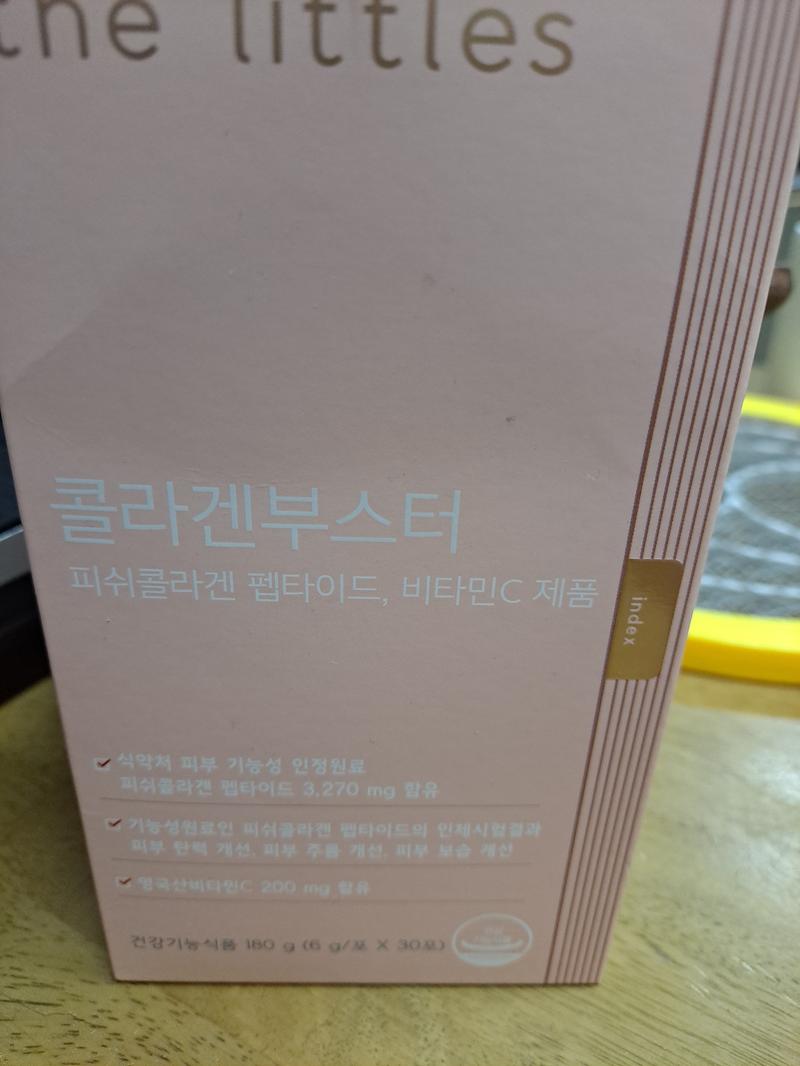 the littles
콜라겐부스터
피쉬콜라겐 펩타이드, 비타민C 제품
index
식약처 피부 기능성 인정원료
피쉬콜라겐 펩타이드 3,270 mg 함유
기능성원료인 피쉬콜라겐 펩타이드의 인체시험결과
피부 탄력 개선, 피부 주름 개선, 피부 보습 개선
영국산비타민C 200 mg 함유
건강기능식품 180 g (6 g/포 X 30포)